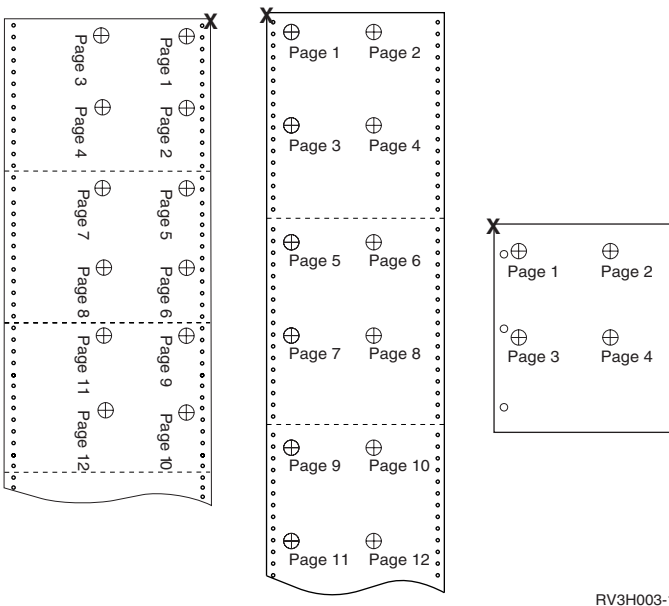 X
Page 1
Page 3
Page 2
Page 4
Page 5
Page 7
Page 6
Page 8
Page 9
Page 11
Page 10
Page 12
X
Page 1 Page 2
Page 3 Page 4
Page 5 Page 6
Page 7 Page 8
Page 9 Page 10
Page 11 Page 12
X
Page 1 Page 2
Page 3 Page 4
RV3H003-